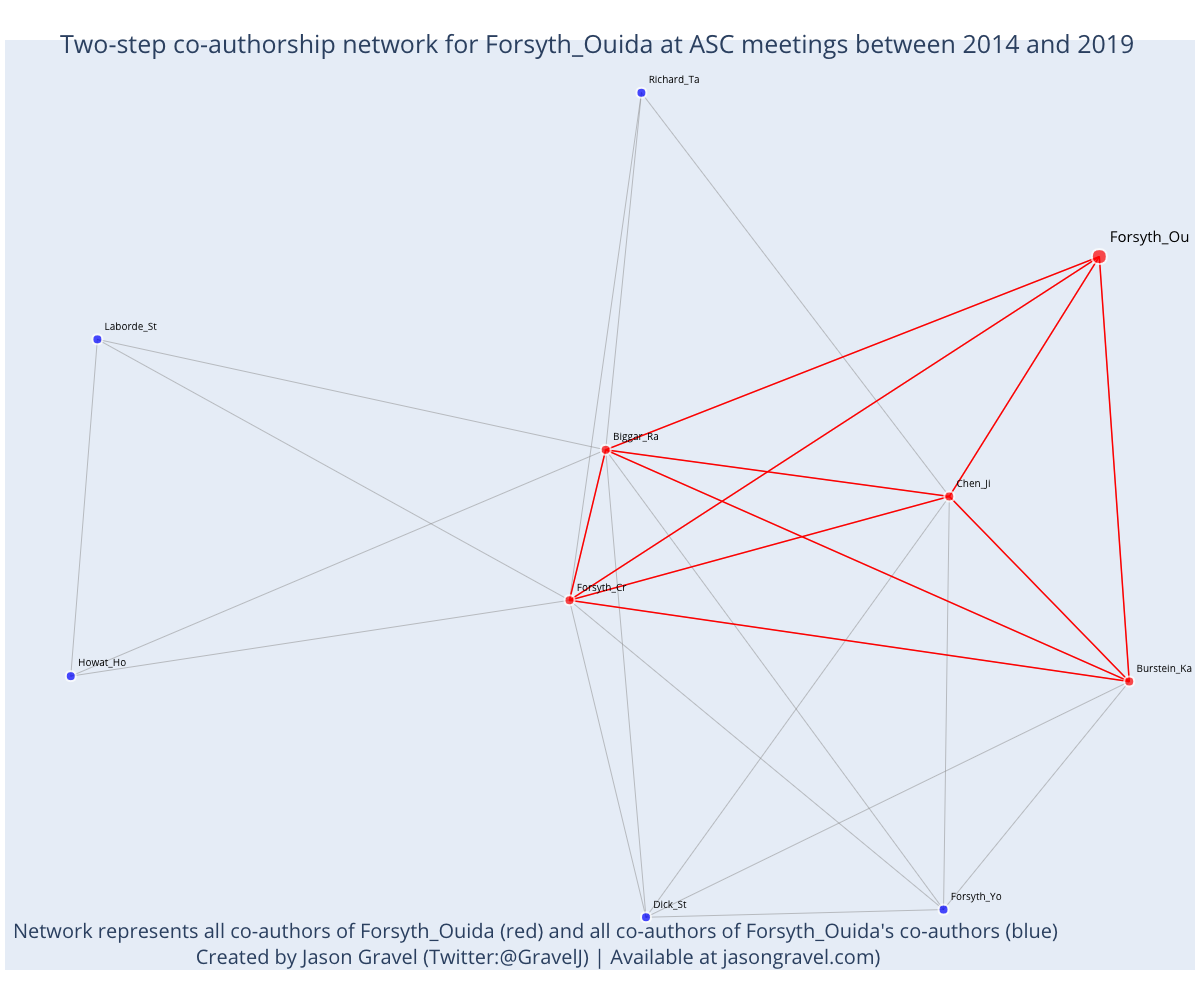 Two-step co-authorship network for Forsyth_Ouida at ASC meetings between 2014 and 2019
Richard_Ta
Forsyth_Ou
Laborde_St
Biggar_Ra
Chen_Ji
Forsyth_Cr
Howat_Ho
Burstein_Ka
Forsyth_Yo
Dick_St
Network represents all co-authors of Forsyth_Ouida (red) and all co-authors of Forsyth_Ouida's co-authors (blue)
Created by Jason Gravel (Twitter:@GravelJ) | Available at jasongravel.com)